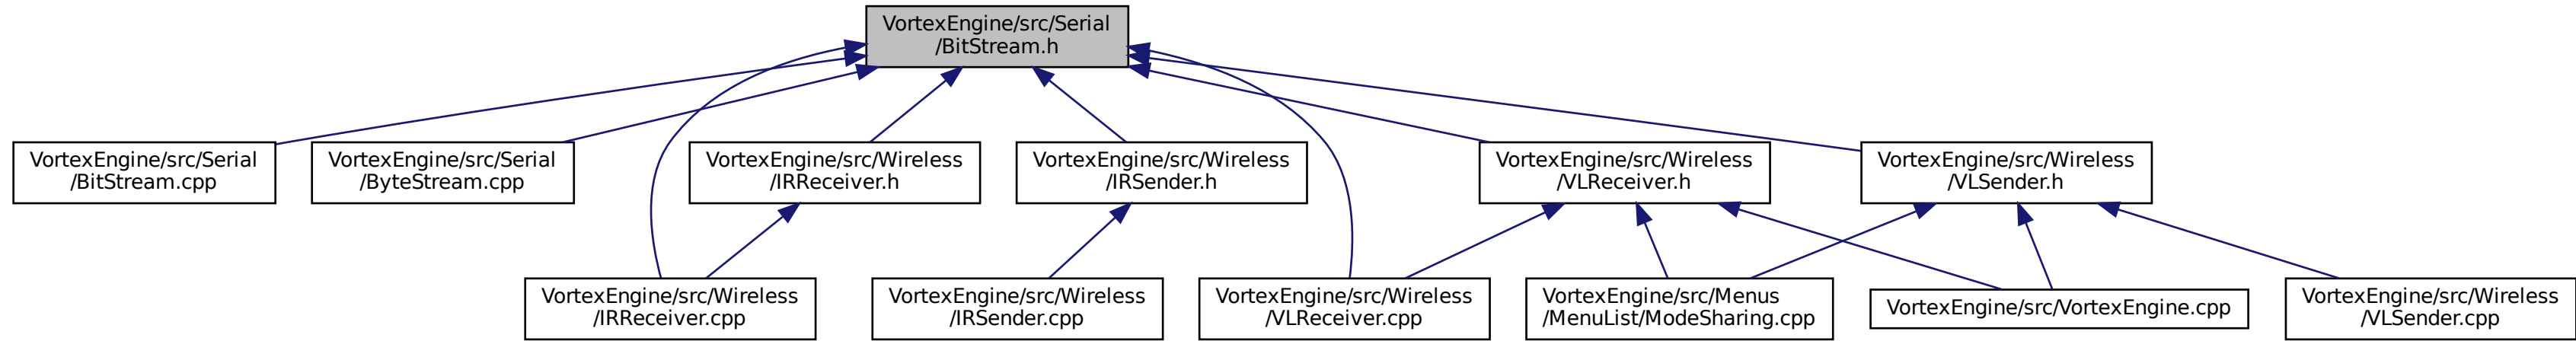 VortexEngine/src/Serial
/BitStream.h
VortexEngine/src/Serial
/BitStream.cpp
VortexEngine/src/Serial
/ByteStream.cpp
VortexEngine/src/Wireless
/IRReceiver.h
VortexEngine/src/Wireless
/IRSender.h
VortexEngine/src/Wireless
/VLReceiver.h
VortexEngine/src/Wireless
/VLSender.h
VortexEngine/src/Wireless
/IRReceiver.cpp
VortexEngine/src/Wireless
/IRSender.cpp
VortexEngine/src/Wireless
/VLReceiver.cpp
VortexEngine/src/Menus
/MenuList/ModeSharing.cpp
VortexEngine/src/VortexEngine.cpp
VortexEngine/src/Wireless
/VLSender.cpp